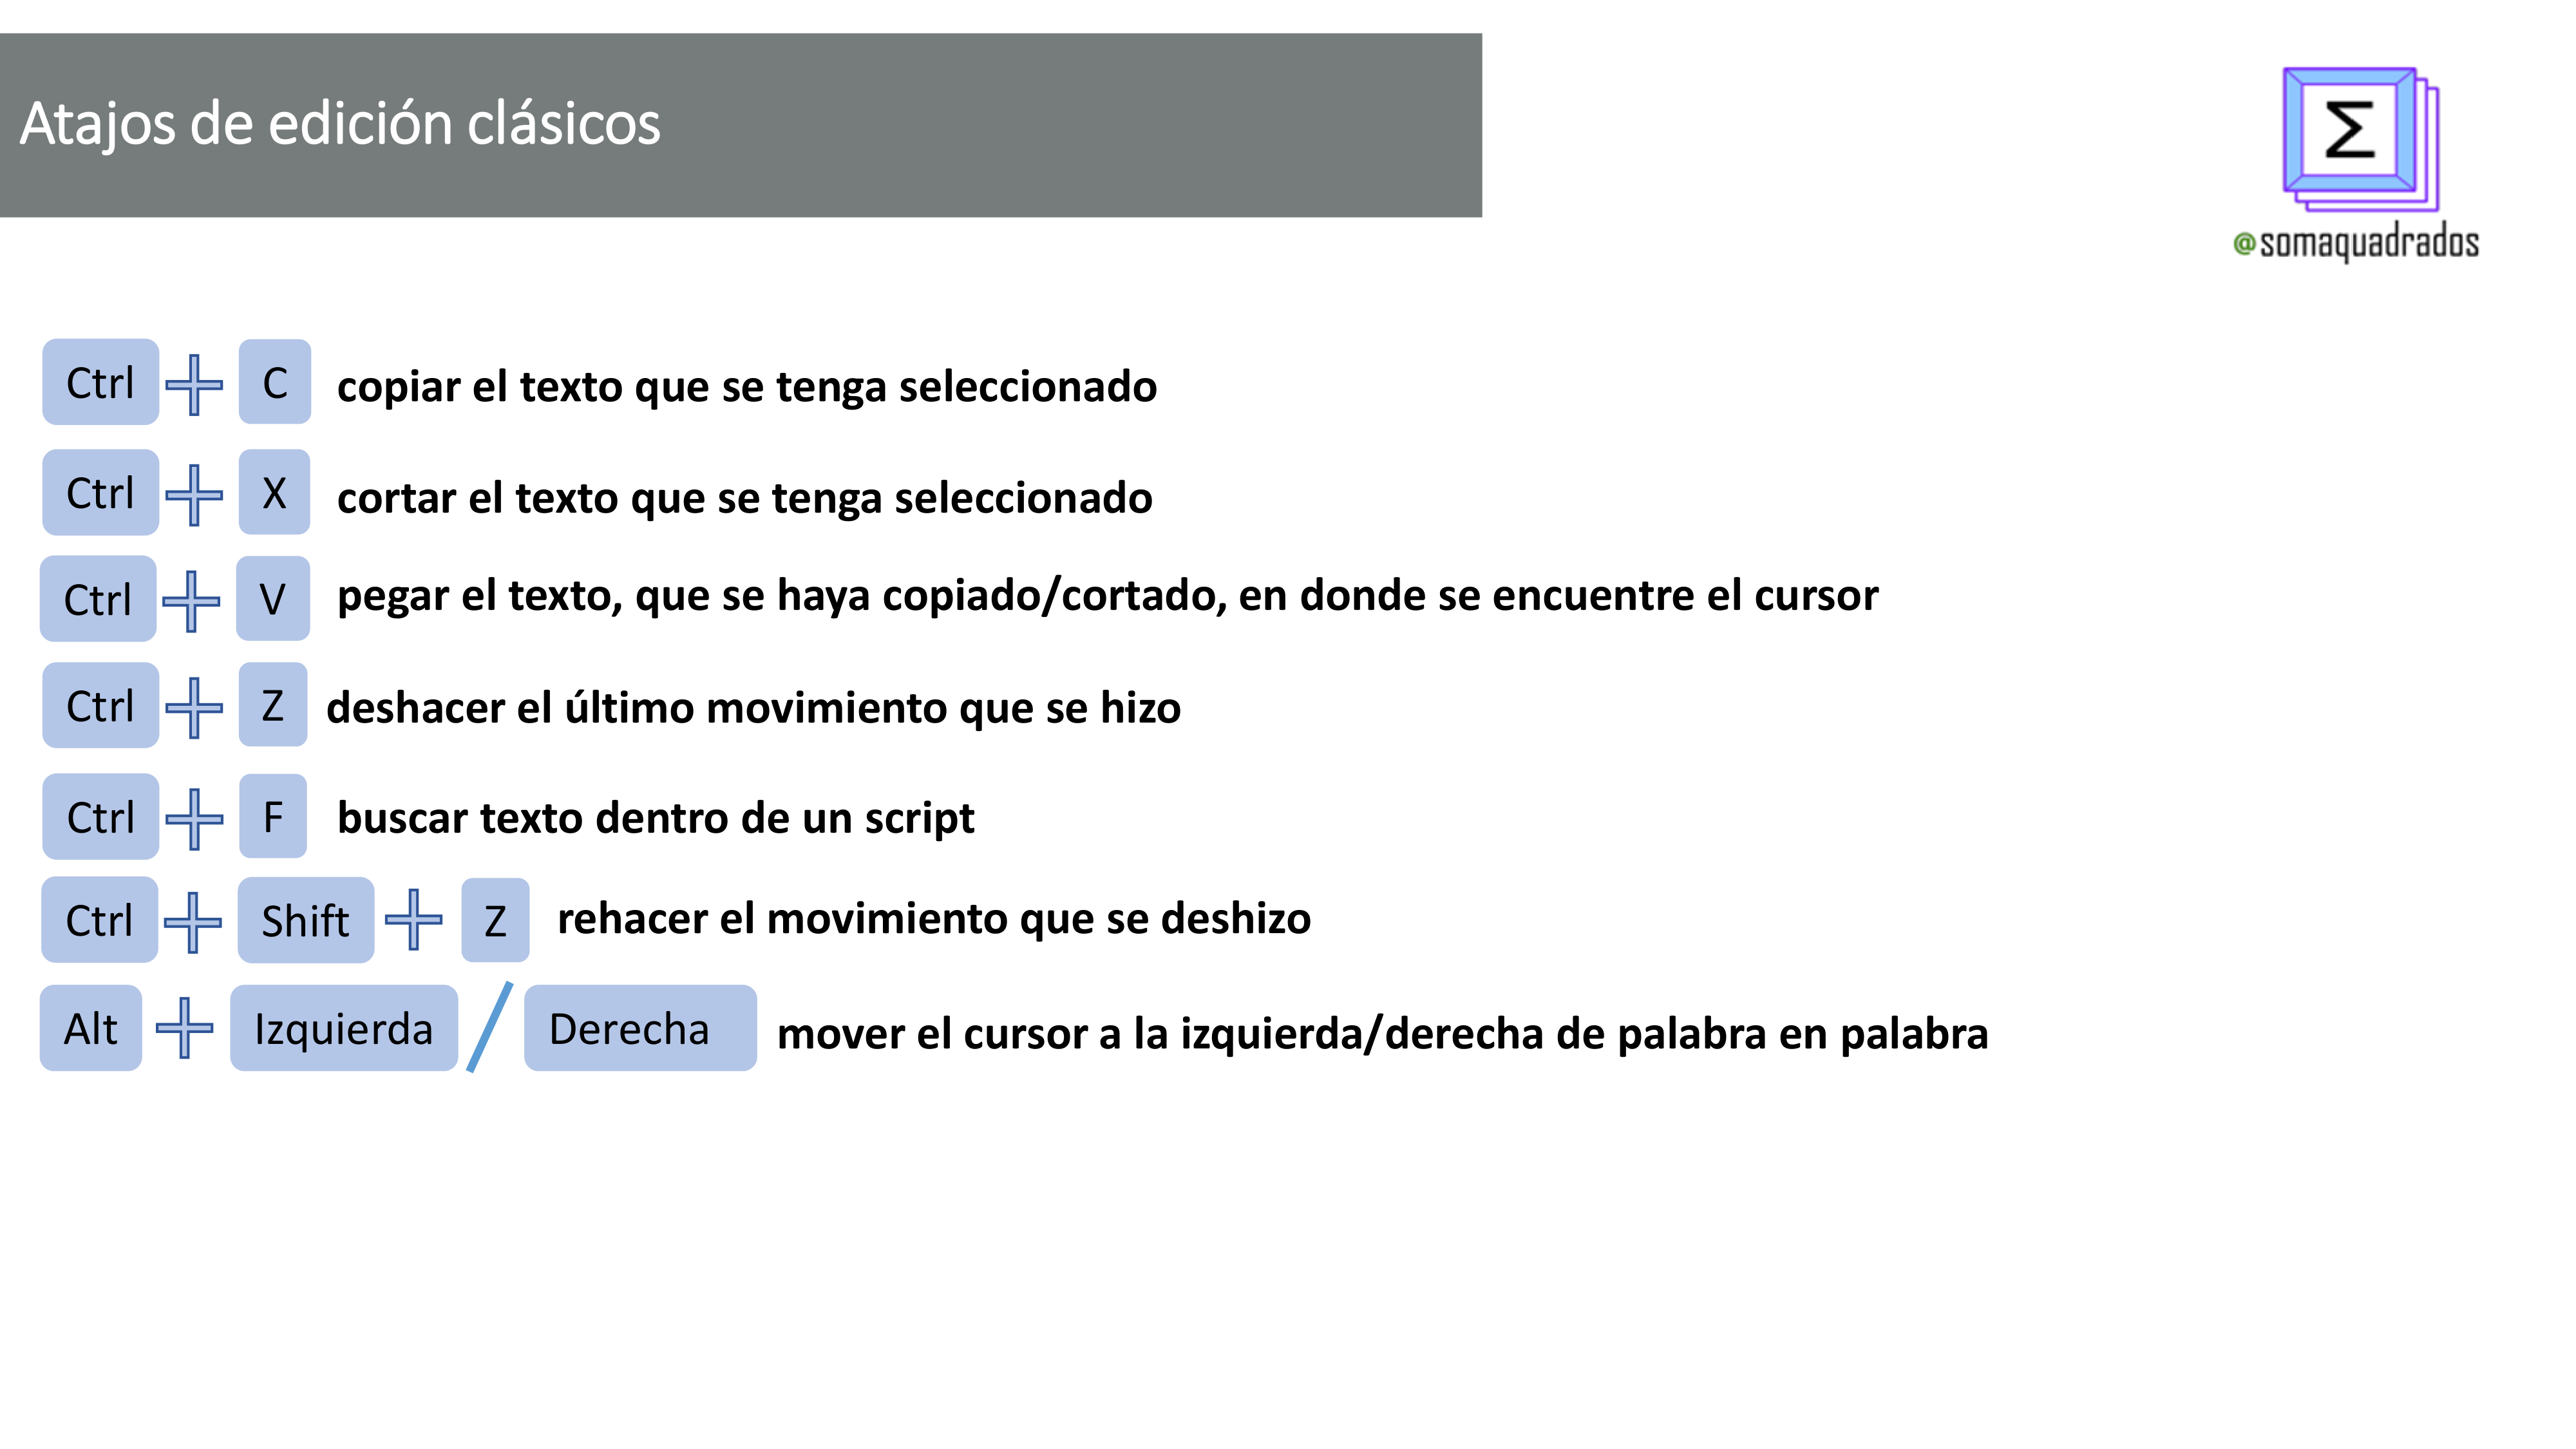 Atajos de edición clásicos
Σ
@somaquadrados
Ctrl + C copiar el texto que se tenga seleccionado
Ctrl + X cortar el texto que se tenga seleccionado
Ctrl + V pegar el texto, que se haya copiado/cortado, en donde se encuentre el cursor
Ctrl + Z deshacer el último movimiento que se hizo
Ctrl + F buscar texto dentro de un script
Ctrl + Shift + Z rehacer el movimiento que se deshizo
Alt + Izquierda / Derecha mover el cursor a la izquierda/derecha de palabra en palabra